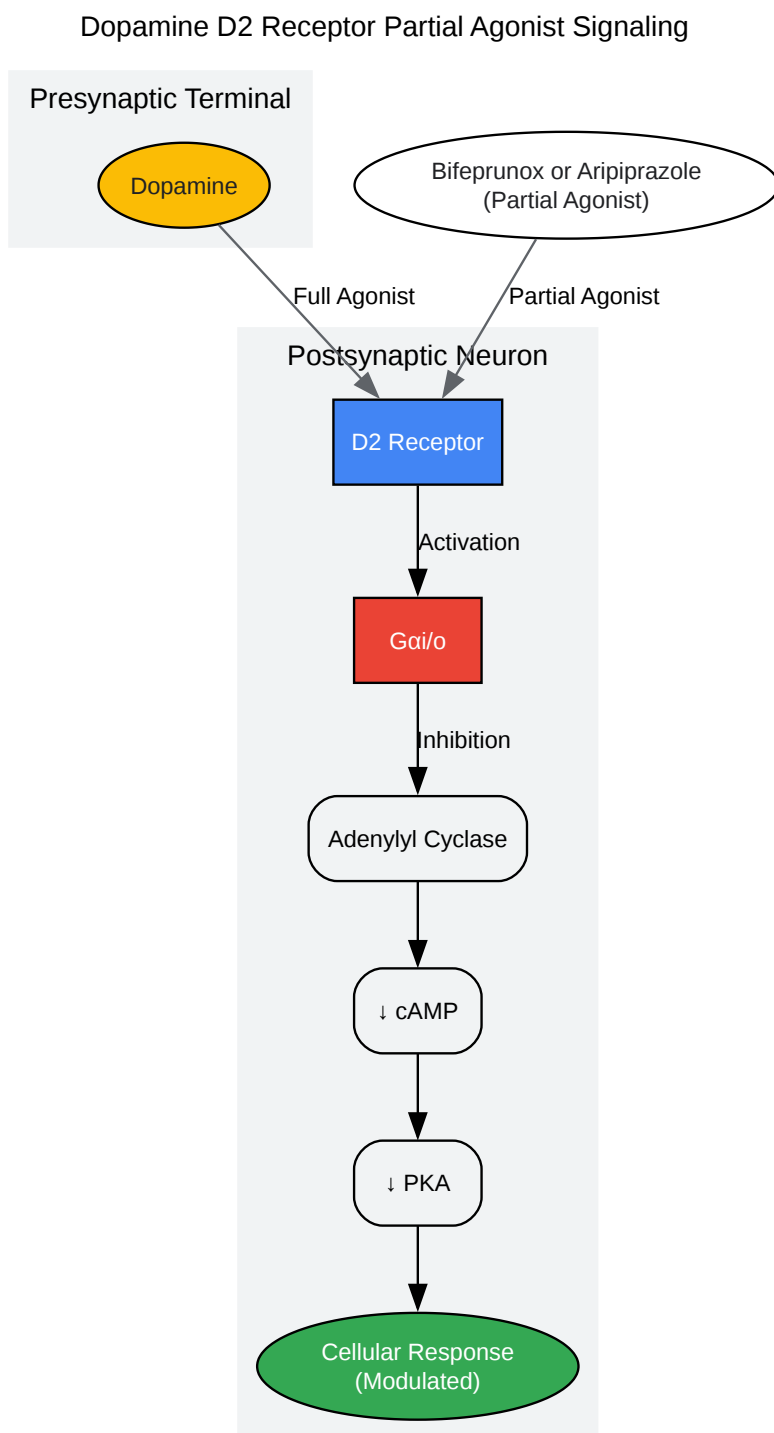 Dopamine D2 Receptor Partial Agonist Signaling
Presynaptic Terminal
Dopamine
Bifeprunox or Aripiprazole
(Partial Agonist)
Full Agonist
Partial Agonist
Postsynaptic Neuron
D2 Receptor
Activation
Gαi/o
Inhibition
Adenylyl Cyclase
↓ cAMP
↓ PKA
Cellular Response
(Modulated)